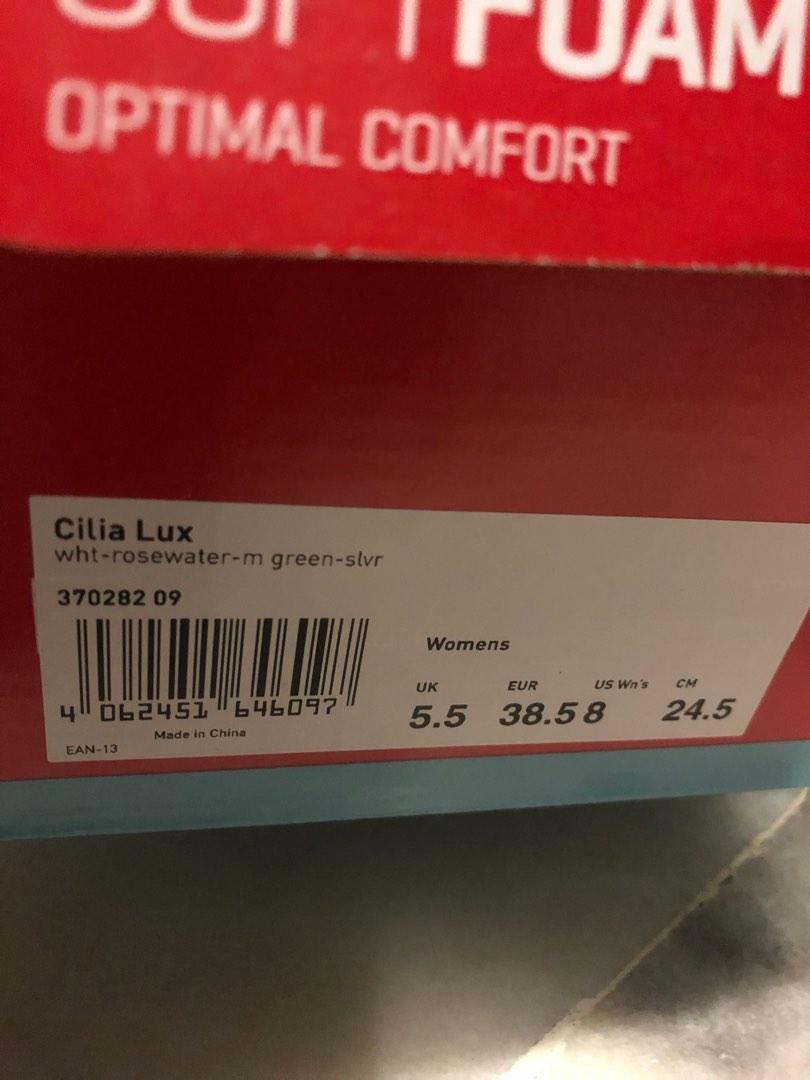 SOFTFOAM
OPTIMAL COMFORT
Cilia Lux
wht-rosewater-m green-slvr
370282 09
Womens
UK EUR US Wn's CM
5.5 38.5 8 24.5
4 062451 646097
Made in China
EAN-13